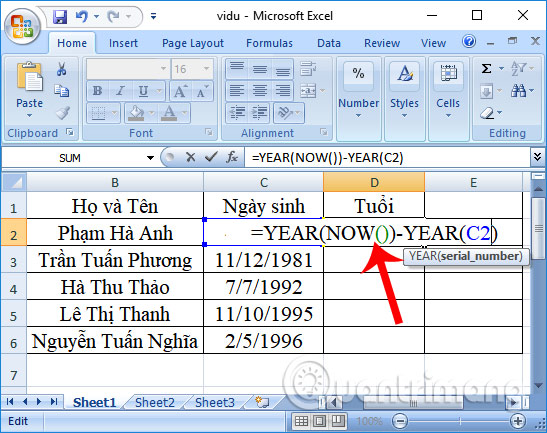 vidu - Microsoft Excel
Home Insert Page Layout Formulas Review View
Paste
16
B I U A A
% Number
A Styles
Cells
Σ
Clipboard Font Alignment Editing
SUM fx =YEAR(NOW())-YEAR(C2)
B C D E
1 Họ và Tên Ngày sinh Tuổi
2 Phạm Hà Anh =YEAR(NOW())-YEAR(C2)
YEAR(serial_number)
3 Trần Tuấn Phương 11/12/1981
4 Hà Thu Thảo 7/7/1992
5 Lê Thị Thanh 11/10/1995
6 Nguyễn Tuấn Nghĩa 2/5/1996
7
Quantrimang
Sheet1 Sheet2 Sheet3
Edit 100%